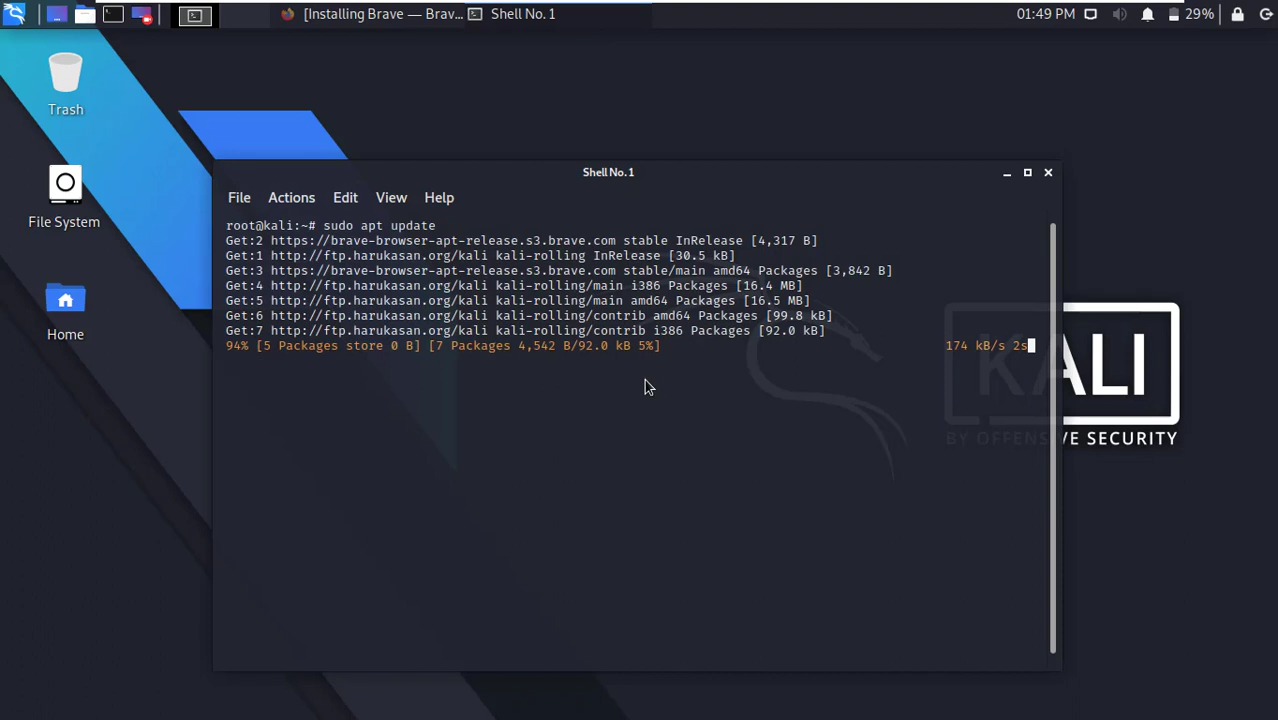 [Installing Brave — Brav...
Shell No. 1
01:49 PM
29%
Trash
File System
Home
Shell No. 1
File Actions Edit View Help
root@kali:~# sudo apt update
Get:2 https://brave-browser-apt-release.s3.brave.com stable InRelease [4,317 B]
Get:1 http://ftp.harukasan.org/kali kali-rolling InRelease [30.5 kB]
Get:3 https://brave-browser-apt-release.s3.brave.com stable/main amd64 Packages [3,842 B]
Get:4 http://ftp.harukasan.org/kali kali-rolling/main i386 Packages [16.4 MB]
Get:5 http://ftp.harukasan.org/kali kali-rolling/main amd64 Packages [16.5 MB]
Get:6 http://ftp.harukasan.org/kali kali-rolling/contrib amd64 Packages [99.8 kB]
Get:7 http://ftp.harukasan.org/kali kali-rolling/contrib i386 Packages [92.0 kB]
94% [5 Packages store 0 B] [7 Packages 4,542 B/92.0 kB 5%] 174 kB/s 2s
KALI
BY OFFENSIVE SECURITY